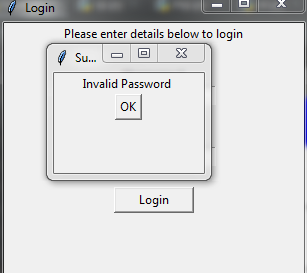 Login
Please enter details below to login
Su...
Invalid Password
OK
Login